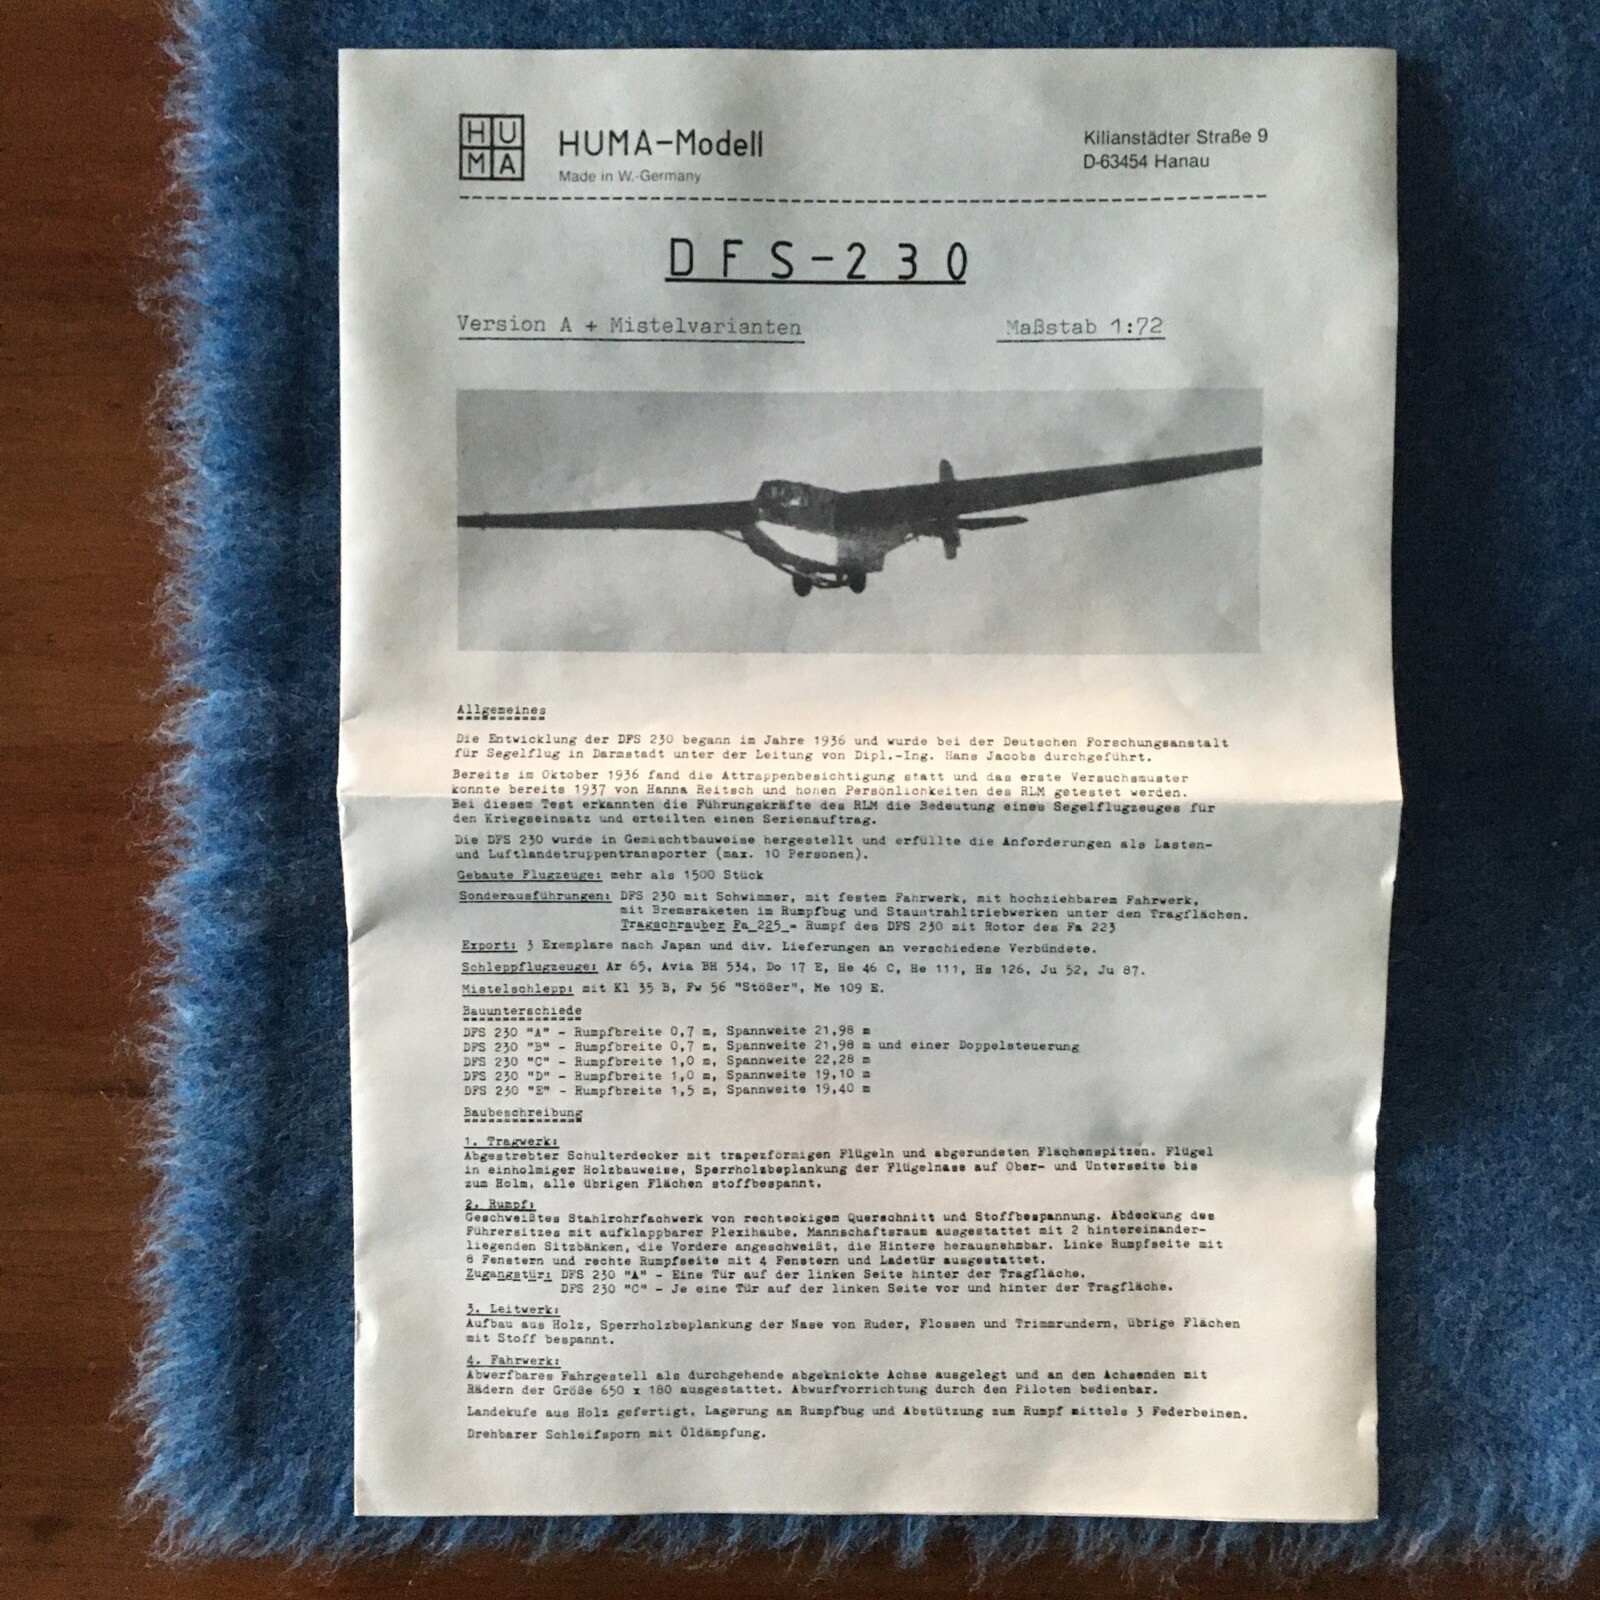 HU
MA
HUMA-Modell
Made in W.-Germany
Kilianstädter Straße 9
D-63454 Hanau
DFS-230
Version A + Mistelvarianten
Maßstab 1:72
Allgemeines
Die Entwicklung der DFS 230 begann im Jahre 1936 und wurde bei der Deutschen Forschungsanstalt
für Segelflug in Darmstadt unter der Leitung von Dipl.-Ing. Hans Jacobs durchgeführt.
Bereits im Oktober 1936 fand die Attrappenbesichtigung statt und das erste Versuchsmuster
konnte bereits 1937 von Hanna Reitsch und hohen Persönlichkeiten des RLM getestet werden.
Bei diesem Test erkannten die Führungskräfte des RLM die Bedeutung eines Segelflugzeuges für
den Kriegseinsatz und erteilten einen Serienauftrag.
Die DFS 230 wurde in Gemischtbauweise hergestellt und erfüllte die Anforderungen als Lasten-
und Luftlandetruppentransporter (max. 10 Personen).
Gebaute Flugzeuge: mehr als 1500 Stück
Sonderausführungen: DFS 230 mit Schwimmer, mit festem Fahrwerk, mit hochziehbarem Fahrwerk,
mit Bremsraketen im Rumpfbug und Staustrahltriebwerken unter den Tragflächen.
Tragschrauber Fa 225 - Rumpf des DFS 230 mit Rotor des Fa 223
Export: 3 Exemplare nach Japan und div. Lieferungen an verschiedene Verbündete.
Schleppflugzeuge: Ar 65, Avia BH 534, Do 17 E, He 46 C, He 111, Hs 126, Ju 52, Ju 87.
Mistelschlepp: mit Kl 35 B, Fw 56 "Stößer", Me 109 E.
Bauunterschiede
DFS 230 "A" - Rumpfbreite 0,7 m, Spannweite 21,98 m
DFS 230 "B" - Rumpfbreite 0,7 m, Spannweite 21,98 m und einer Doppelsteuerung
DFS 230 "C" - Rumpfbreite 1,0 m, Spannweite 22,28 m
DFS 230 "D" - Rumpfbreite 1,0 m, Spannweite 19,10 m
DFS 230 "E" - Rumpfbreite 1,5 m, Spannweite 19,40 m
Baubeschreibung
1. Tragwerk:
Abgestrebter Schulterdecker mit trapezförmigen Flügeln und abgerundeten Flächenspitzen. Flügel
in einholmiger Holzbauweise, Sperrholzbeplankung der Flügelnase auf Ober- und Unterseite bis
zum Holm, alle übrigen Flächen stoffbespannt.
2. Rumpf:
Geschweißtes Stahlrohrfachwerk von rechteckigem Querschnitt und Stoffbespannung. Abdeckung des
Führersitzes mit aufklappbarer Plexihaube. Mannschaftsraum ausgestattet mit 2 hintereinander-
liegenden Sitzbänken, die Vordere angeschweißt, die Hintere herausnehmbar. Linke Rumpfseite mit
8 Fenstern und rechte Rumpfseite mit 4 Fenstern und Ladetür ausgestattet.
Zugangstür: DFS 230 "A" - Eine Tür auf der linken Seite hinter der Tragfläche.
DFS 230 "C" - Je eine Tür auf der linken Seite vor und hinter der Tragfläche.
3. Leitwerk:
Aufbau aus Holz, Sperrholzbeplankung der Nase von Ruder, Flossen und Trimmrundern, übrige Flächen
mit Stoff bespannt.
4. Fahrwerk:
Abwerfbares Fahrgestell als durchgehende abgeknickte Achse ausgelegt und an den Achsenden mit
Rädern der Größe 650 x 180 ausgestattet. Abwurfvorrichtung durch den Piloten bedienbar.
Landekufe aus Holz gefertigt, Lagerung am Rumpfbug und Abstützung zum Rumpf mittels 3 Federbeinen.
Drehbarer Schleifsporn mit Öldämpfung.